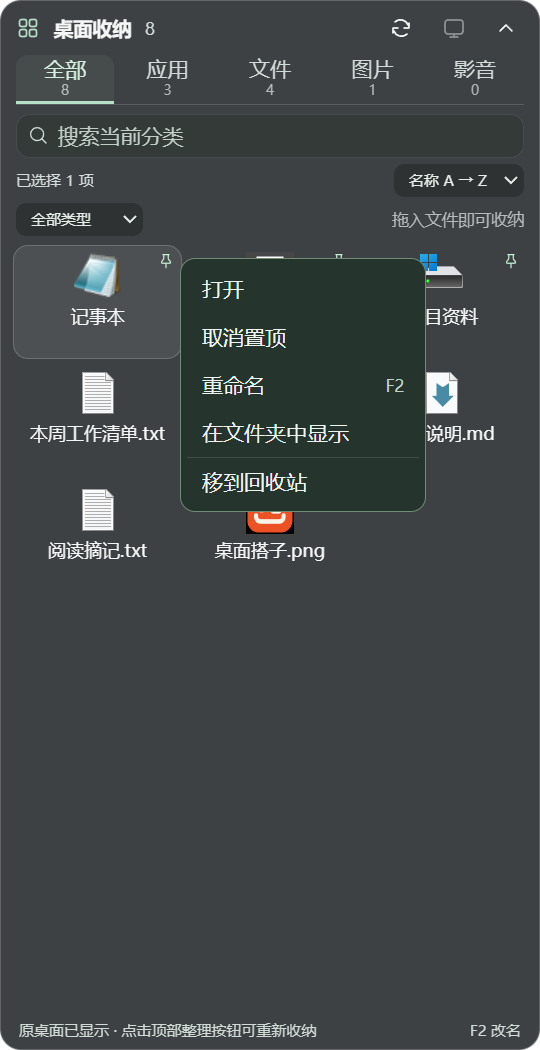 桌面收纳 8
全部 应用 文件 图片 影音
8 3 4 1 0
搜索当前分类
已选择 1 项 名称 A → Z
全部类型 拖入文件即可收纳
记事本 目资料
打开
取消置顶
重命名 F2
在文件夹中显示
移到回收站
本周工作清单.txt 说明.md
阅读摘记.txt 桌面搭子.png
原桌面已显示 · 点击顶部整理按钮可重新收纳 F2 改名